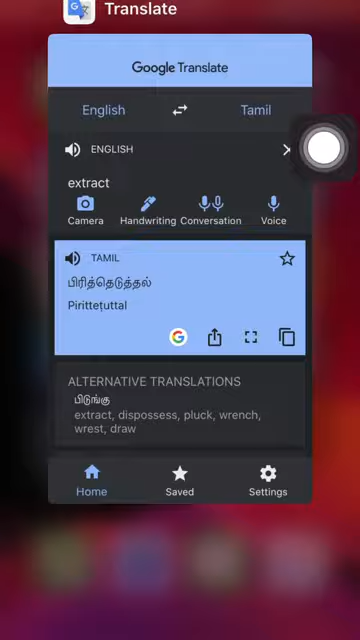 Translate
Google Translate
English Tamil
ENGLISH
extract
Camera Handwriting Conversation Voice
TAMIL
பிரித்தெடுத்தல்
Piritteṭuttal
ALTERNATIVE TRANSLATIONS
பிடுங்கு
extract, dispossess, pluck, wrench,
wrest, draw
Home Saved Settings